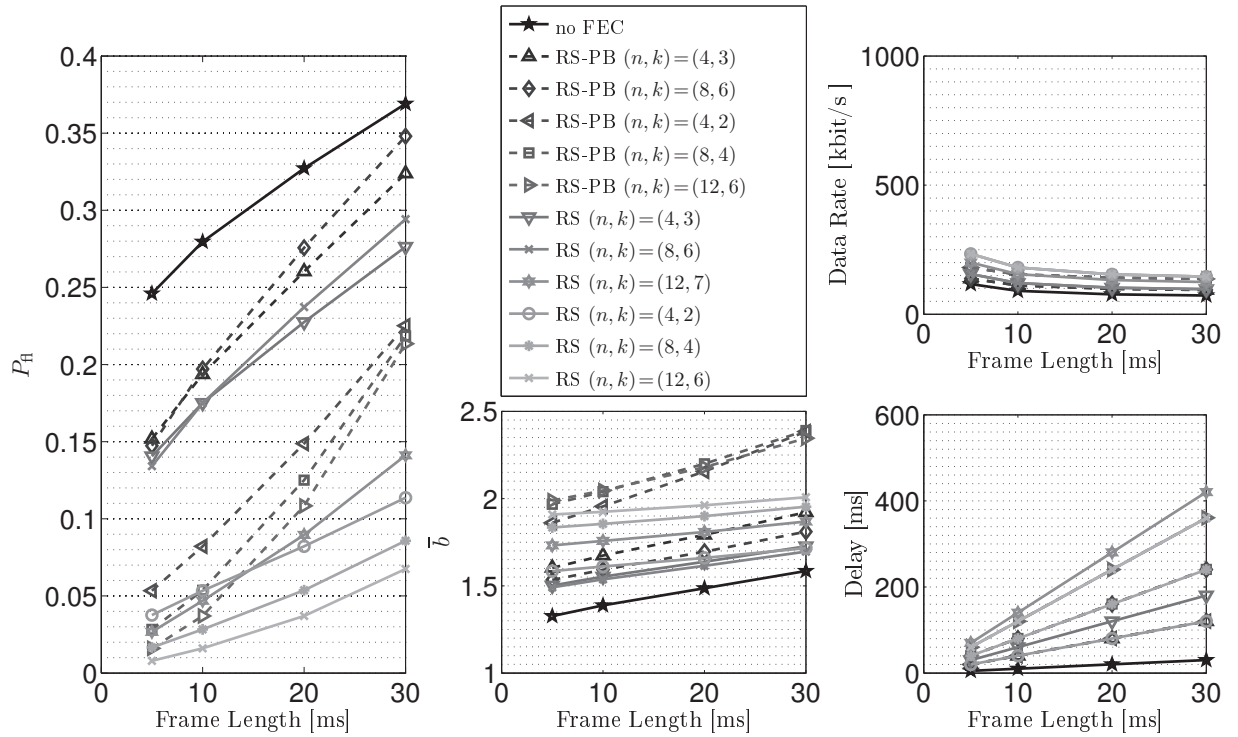 0.4
0.35
0.3
0.25
0.2
0.15
0.1
0.05
0
P_fl
0 10 20 30
Frame Length [ms]
no FEC
RS-PB (n, k)=(4, 3)
RS-PB (n, k)=(8, 6)
RS-PB (n, k)=(4, 2)
RS-PB (n, k)=(8, 4)
RS-PB (n, k)=(12, 6)
RS (n, k)=(4, 3)
RS (n, k)=(8, 6)
RS (n, k)=(12, 7)
RS (n, k)=(4, 2)
RS (n, k)=(8, 4)
RS (n, k)=(12, 6)
2.5
2
1.5
1
b̅
0 10 20 30
Frame Length [ms]
1000
500
0
Data Rate [kbit/s ]
0 10 20 30
Frame Length [ms]
600
400
200
0
Delay [ms]
0 10 20 30
Frame Length [ms]